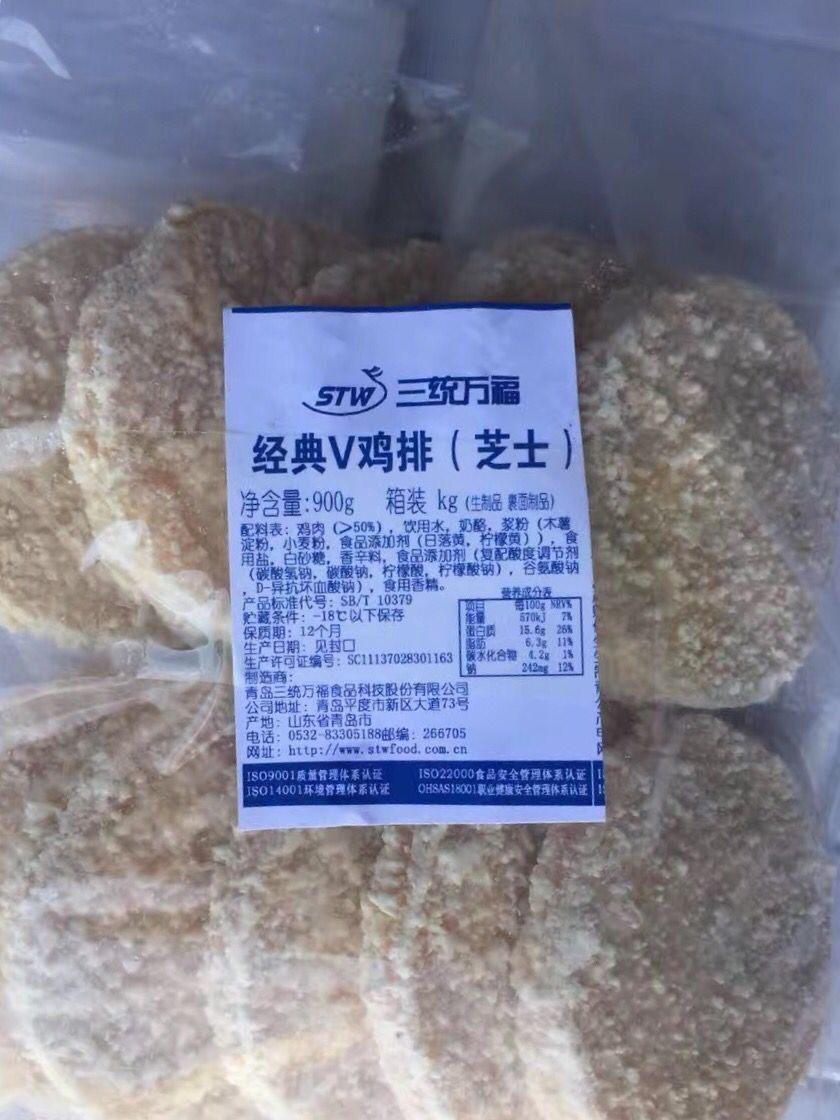 STW 三统万福
经典V鸡排（芝士）
净含量:900g 箱装 kg (生制品 裹面制品)
配料表：鸡肉（>50%），饮用水，奶酪，浆粉（木薯
淀粉，小麦粉，食品添加剂（日落黄，柠檬黄）），食
用盐，白砂糖，香辛料，食品添加剂（复配酸度调节剂
（碳酸氢钠，碳酸钠，柠檬酸，柠檬酸钠），谷氨酸钠
，D-异抗坏血酸钠），食用香精。
产品标准代号：SB/T 10379
贮藏条件：-18℃以下保存
保质期：12个月
生产日期：见封口
生产许可证编号：SC11137028301163
营养成分表
项目 每100g NRV%
能量 570kJ 7%
蛋白质 15.6g 26%
脂肪 6.3g 11%
碳水化合物 4.2g 1%
钠 242mg 12%
制造商：
青岛三统万福食品科技股份有限公司
公司地址：青岛平度市新区大道73号
产地：山东省青岛市
电话：0532-83305188邮编：266705
网址：http://www.stwfood.com.cn
ISO9001质量管理体系认证 ISO22000食品安全管理体系认证
ISO14001环境管理体系认证 OHSAS18001职业健康安全管理体系认证